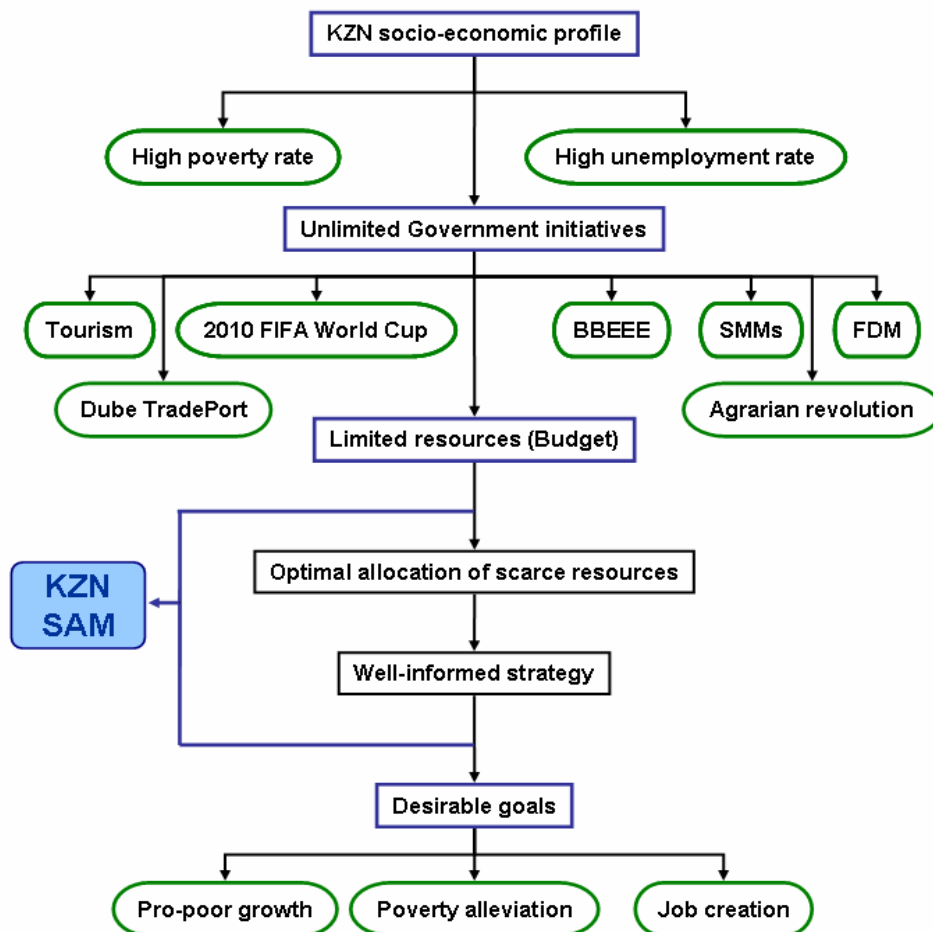 KZN socio-economic profile
High poverty rate
High unemployment rate
Unlimited Government initiatives
Tourism
2010 FIFA World Cup
BBEEE
SMMs
FDM
Dube TradePort
Agrarian revolution
Limited resources (Budget)
Optimal allocation of scarce resources
KZN
SAM
Well-informed strategy
Desirable goals
Pro-poor growth
Poverty alleviation
Job creation